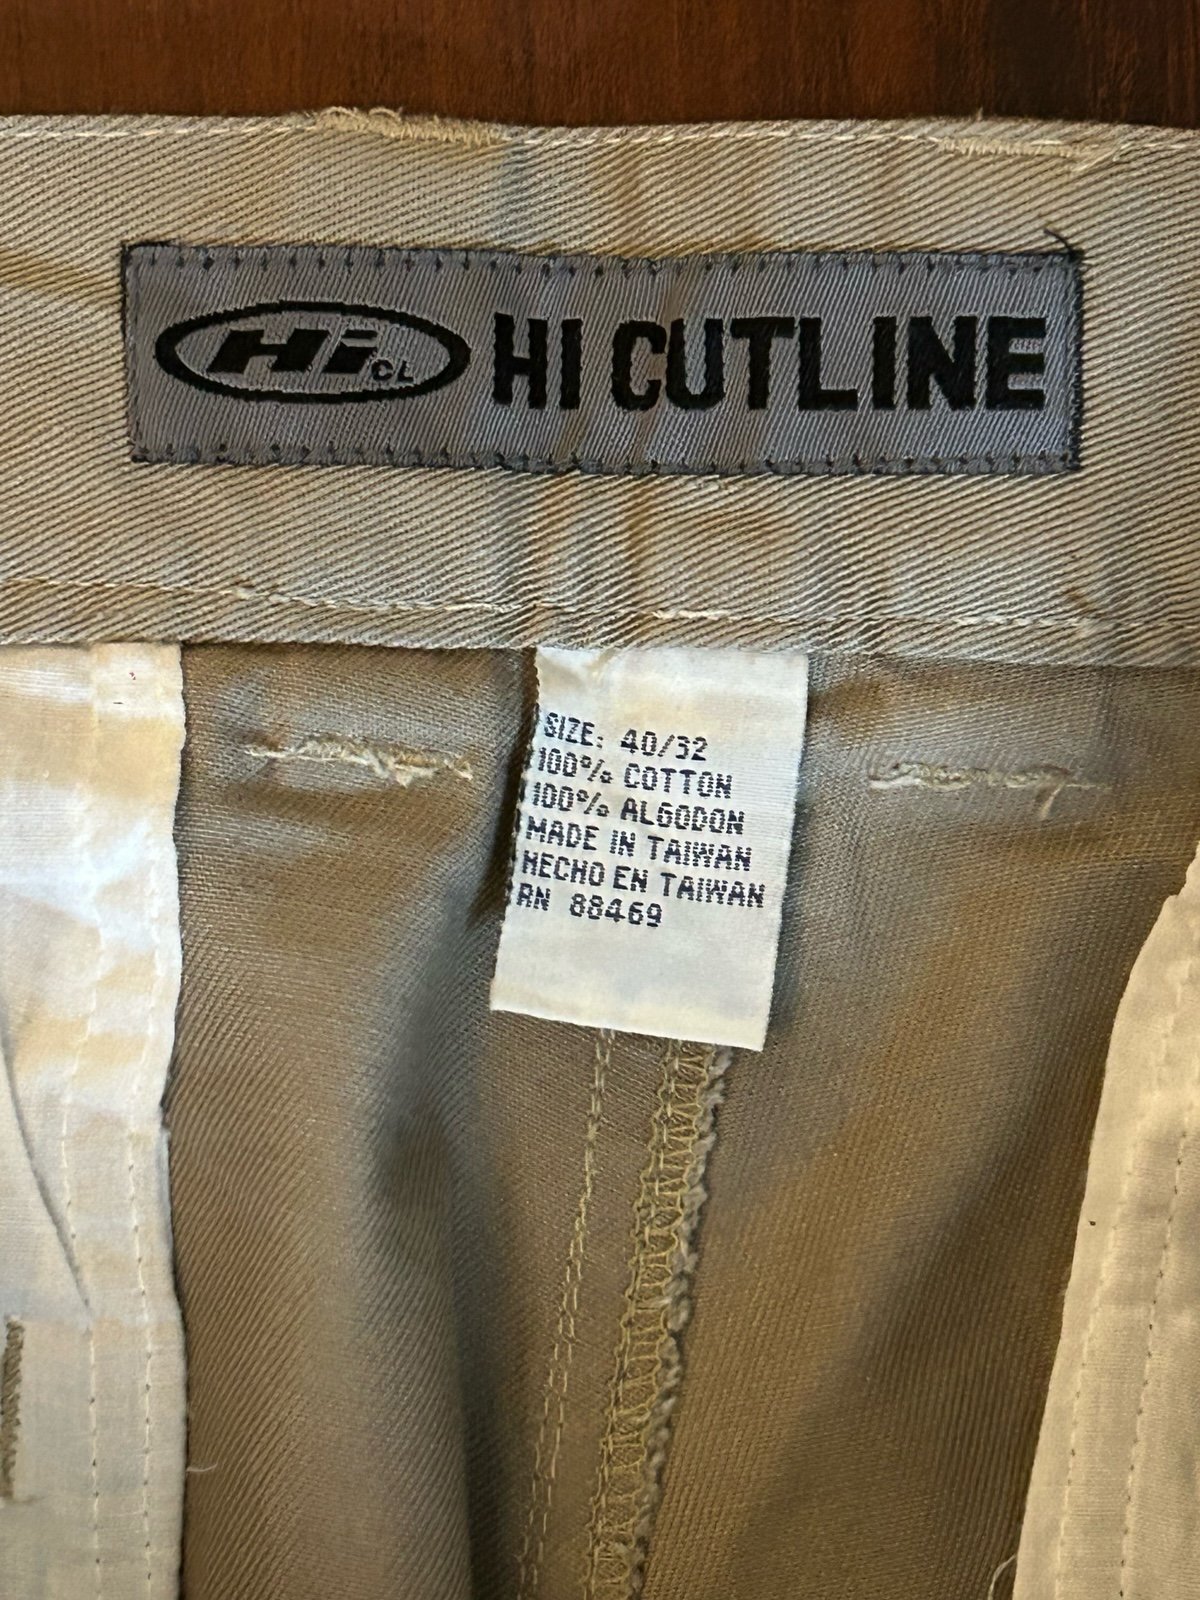 Hi CL HI CUTLINE
SIZE: 40/32
100% COTTON
100% ALGODON
MADE IN TAIWAN
HECHO EN TAIWAN
RN 88469